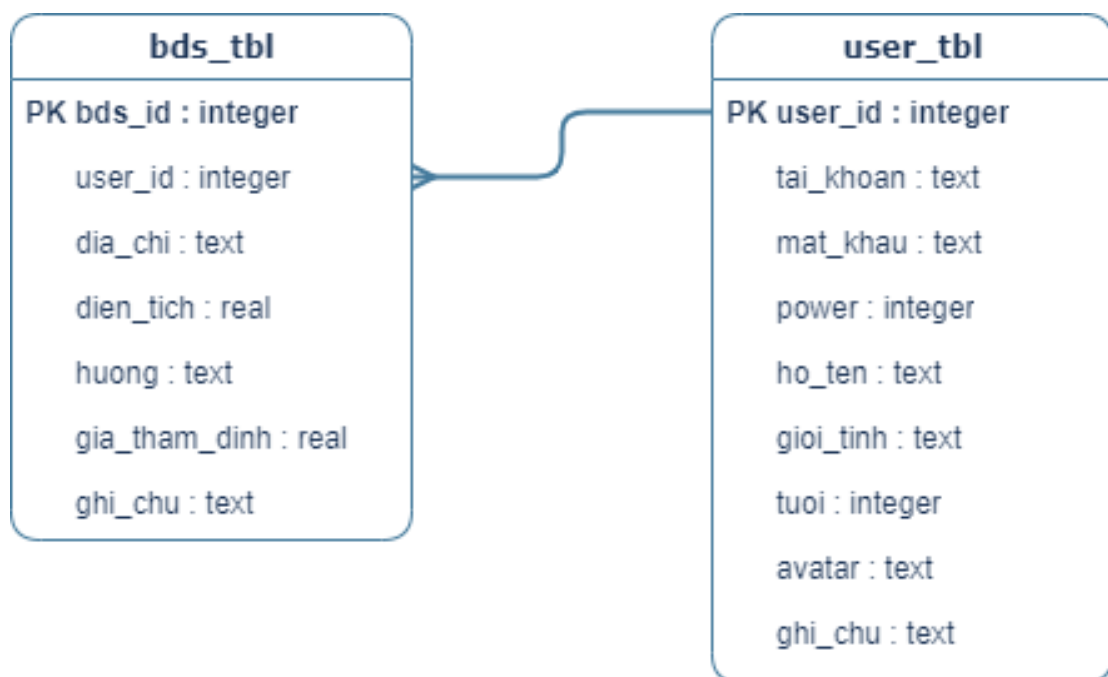 bds_tbl
PK bds_id : integer
user_id : integer
dia_chi : text
dien_tich : real
huong : text
gia_tham_dinh : real
ghi_chu : text
user_tbl
PK user_id : integer
tai_khoan : text
mat_khau : text
power : integer
ho_ten : text
gioi_tinh : text
tuoi : integer
avatar : text
ghi_chu : text